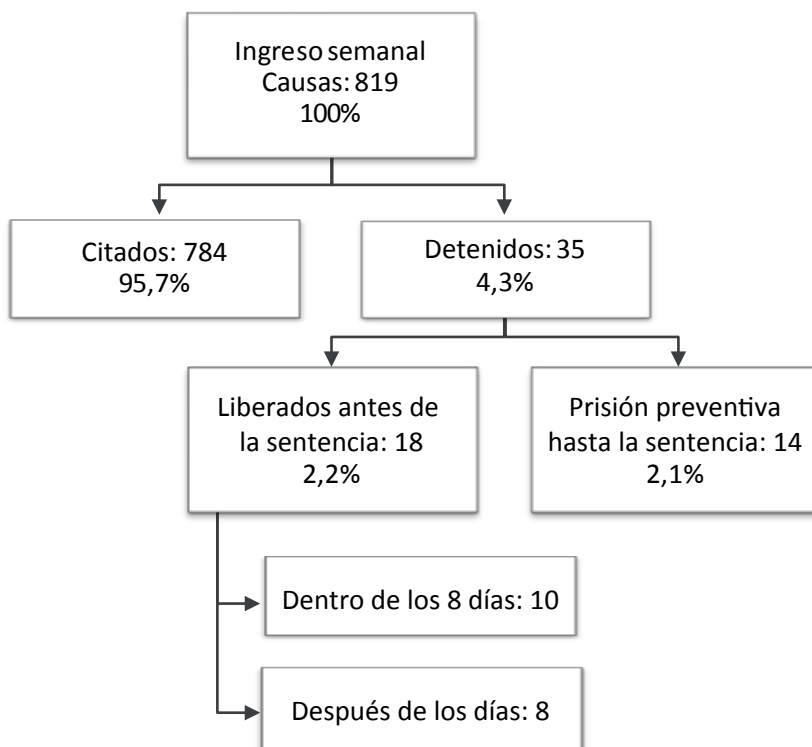 Ingreso semanal
Causas: 819
100%
Citados: 784
95,7%
Detenidos: 35
4,3%
Liberados antes de
la sentencia: 18
2,2%
Prisión preventiva
hasta la sentencia: 14
2,1%
Dentro de los 8 días: 10
Después de los días: 8